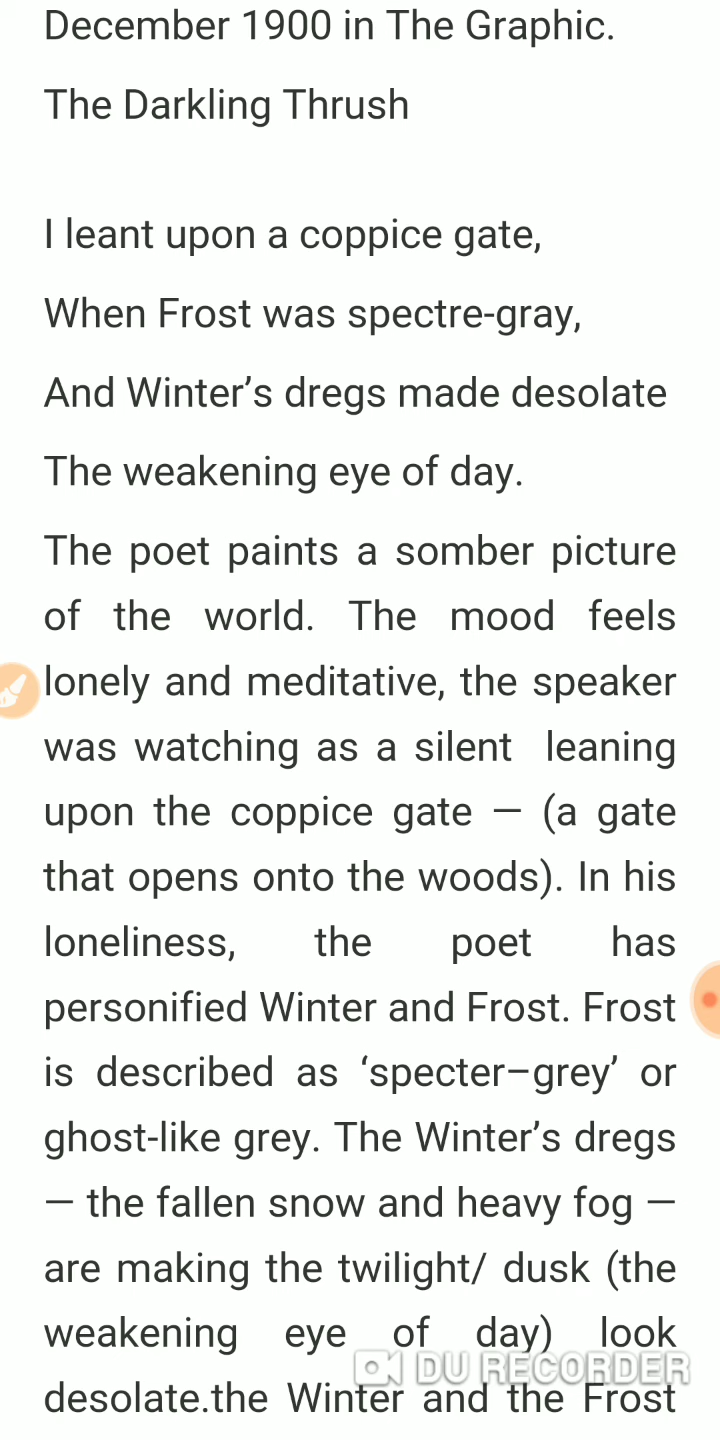 December 1900 in The Graphic.
The Darkling Thrush
I leant upon a coppice gate,
When Frost was spectre-gray,
And Winter’s dregs made desolate
The weakening eye of day.
The poet paints a somber picture
of the world. The mood feels
lonely and meditative, the speaker
was watching as a silent leaning
upon the coppice gate — (a gate
that opens onto the woods). In his
loneliness, the poet has
personified Winter and Frost. Frost
is described as ‘specter–grey’ or
ghost-like grey. The Winter’s dregs
— the fallen snow and heavy fog —
are making the twilight/ dusk (the
weakening eye of day) look
DU RECORDER
desolate.the Winter and the Frost